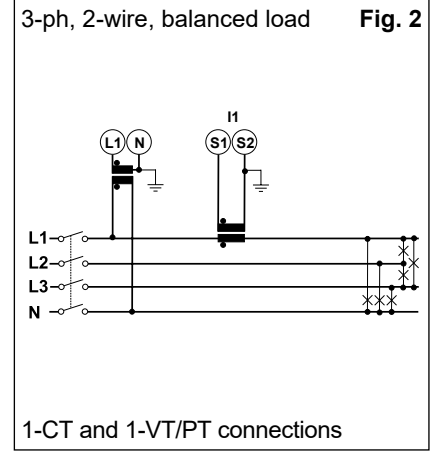 3-ph, 2-wire, balanced load Fig. 2
I1
L1 N S1 S2
L1
L2
L3
N
1-CT and 1-VT/PT connections